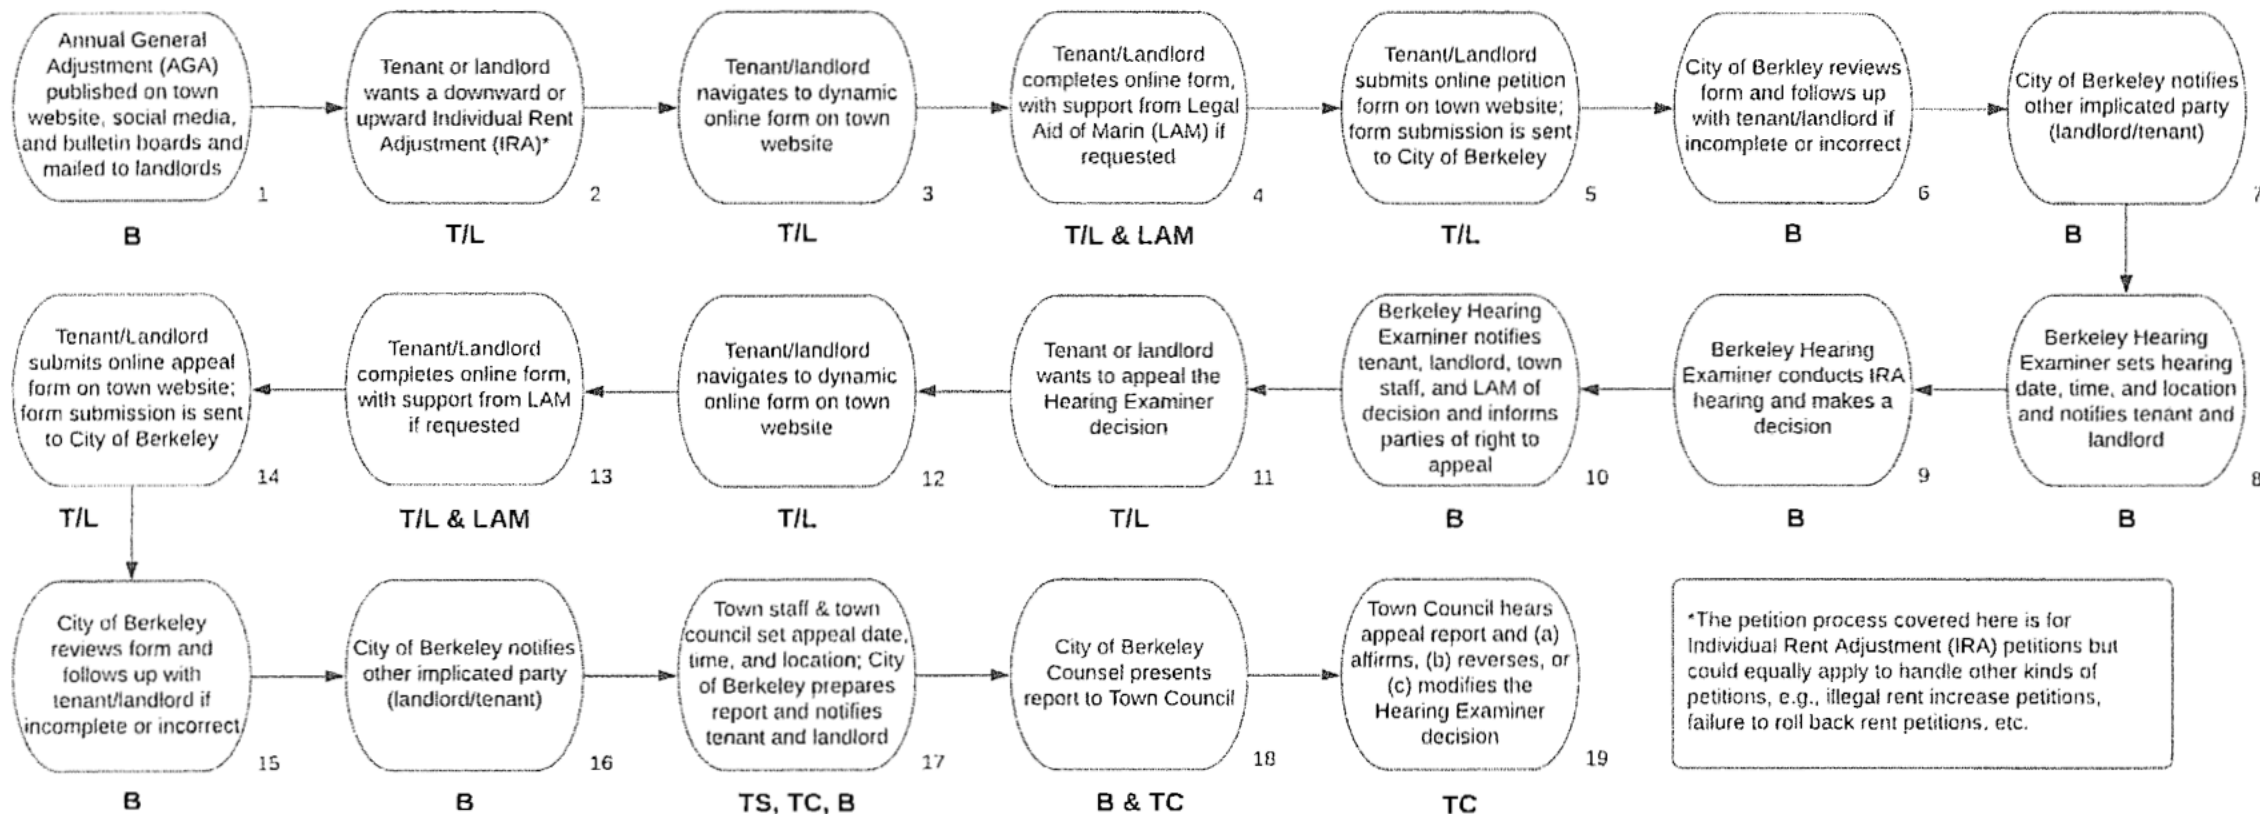 Annual General
Adjustment (AGA)
published on town
website, social media,
and bulletin boards and
mailed to landlords
1
B
Tenant or landlord
wants a downward or
upward Individual Rent
Adjustment (IRA)*
2
T/L
Tenant/landlord
navigates to dynamic
online form on town
website
3
T/L
Tenant/Landlord
completes online form,
with support from Legal
Aid of Marin (LAM) if
requested
4
T/L & LAM
Tenant/Landlord
submits online petition
form on town website;
form submission is sent
to City of Berkeley
5
T/L
City of Berkley reviews
form and follows up
with tenant/landlord if
incomplete or incorrect
6
B
City of Berkeley notifies
other implicated party
(landlord/tenant)
7
B
Berkeley Hearing
Examiner sets hearing
date, time, and location
and notifies tenant and
landlord
8
B
Berkeley Hearing
Examiner conducts IRA
hearing and makes a
decision
9
B
Berkeley Hearing
Examiner notifies
tenant, landlord, town
staff, and LAM of
decision and informs
parties of right to
appeal
10
B
Tenant or landlord
wants to appeal the
Hearing Examiner
decision
11
T/L
Tenant/landlord
navigates to dynamic
online form on town
website
12
T/L
Tenant/Landlord
completes online form,
with support from LAM
if requested
13
T/L & LAM
Tenant/Landlord
submits online appeal
form on town website;
form submission is sent
to City of Berkeley
14
T/L
City of Berkeley
reviews form and
follows up with
tenant/landlord if
incomplete or incorrect
15
B
City of Berkeley notifies
other implicated party
(landlord/tenant)
16
B
Town staff & town
council set appeal date,
time, and location; City
of Berkeley prepares
report and notifies
tenant and landlord
17
TS, TC, B
City of Berkeley
Counsel presents
report to Town Council
18
B & TC
Town Council hears
appeal report and (a)
affirms, (b) reverses, or
(c) modifies the
Hearing Examiner
decision
19
TC
*The petition process covered here is for
Individual Rent Adjustment (IRA) petitions but
could equally apply to handle other kinds of
petitions, e.g., illegal rent increase petitions,
failure to roll back rent petitions, etc.